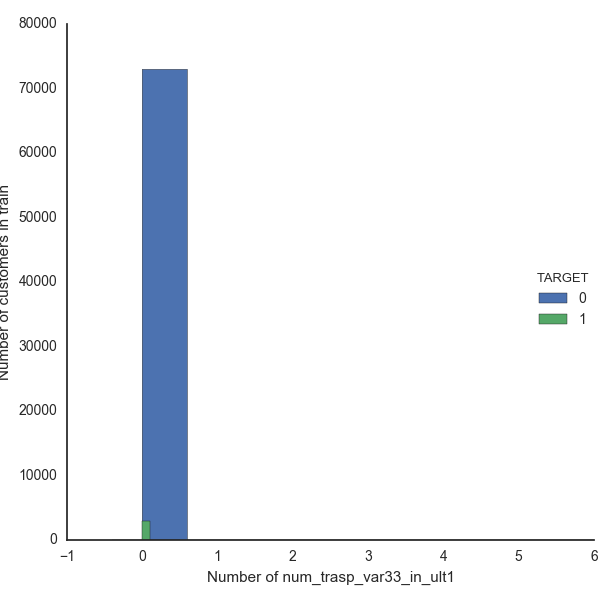 80000
70000
60000
50000
40000
30000
20000
10000
0
Number of customers in train
−1 0 1 2 3 4 5 6
Number of num_trasp_var33_in_ult1
TARGET
0
1